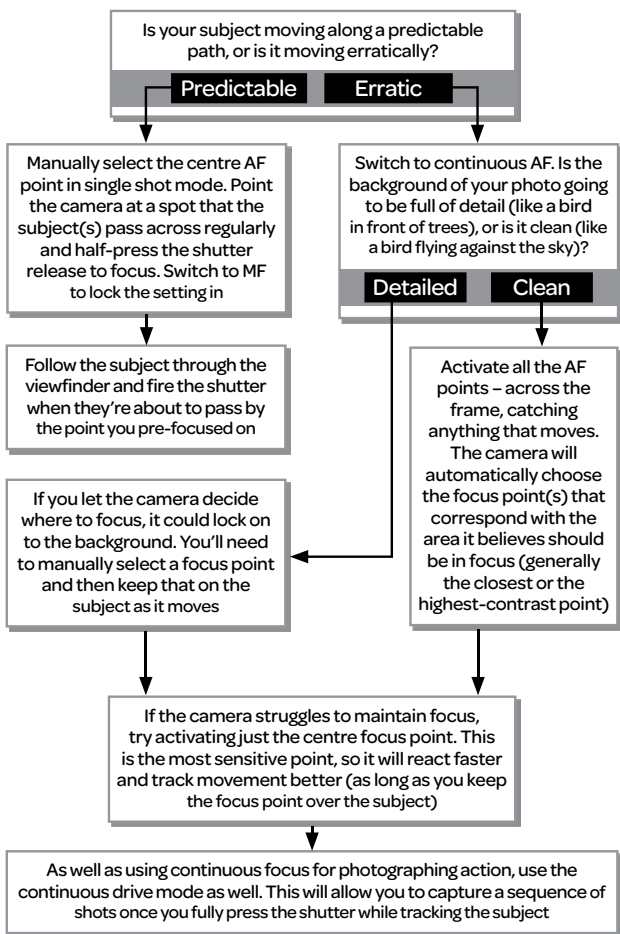 Is your subject moving along a predictable
path, or is it moving erratically?
Predictable
Erratic
Manually select the centre AF
point in single shot mode. Point
the camera at a spot that the
subject(s) pass across regularly
and half-press the shutter
release to focus. Switch to MF
to lock the setting in
Follow the subject through the
viewfinder and fire the shutter
when they're about to pass by
the point you pre-focused on
Switch to continuous AF. Is the
background of your photo going
to be full of detail (like a bird
in front of trees), or is it clean (like
a bird flying against the sky)?
Detailed
Clean
If you let the camera decide
where to focus, it could lock on
to the background. You'll need
to manually select a focus point
and then keep that on the
subject as it moves
Activate all the AF
points – across the
frame, catching
anything that moves.
The camera will
automatically choose
the focus point(s) that
correspond with the
area it believes should
be in focus (generally
the closest or the
highest-contrast point)
If the camera struggles to maintain focus,
try activating just the centre focus point. This
is the most sensitive point, so it will react faster
and track movement better (as long as you keep
the focus point over the subject)
As well as using continuous focus for photographing action, use the
continuous drive mode as well. This will allow you to capture a sequence of
shots once you fully press the shutter while tracking the subject